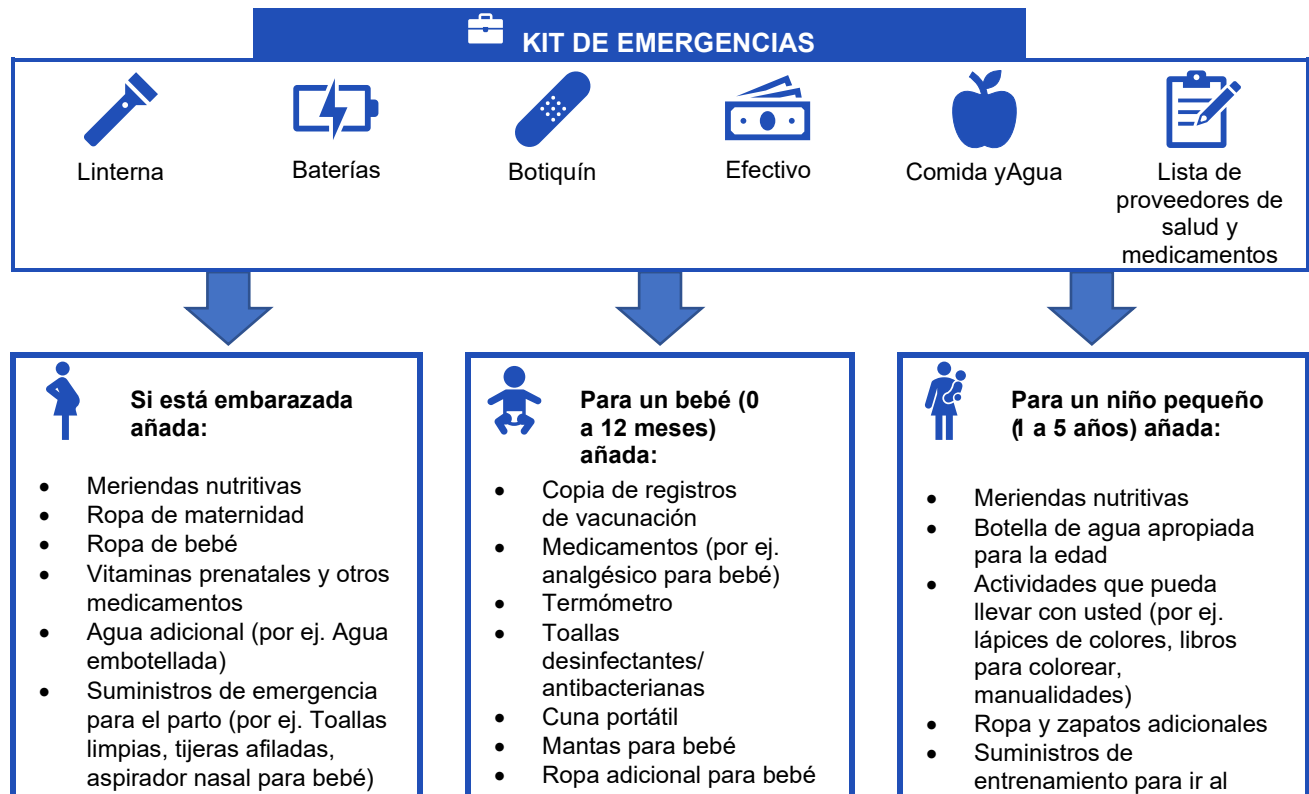 KIT DE EMERGENCIAS
Linterna
Baterías
Botiquín
Efectivo
Comida yAgua
Lista de
proveedores de
salud y
medicamentos
Si está embarazada
añada:
Meriendas nutritivas
Ropa de maternidad
Ropa de bebé
Vitaminas prenatales y otros
medicamentos
Agua adicional (por ej. Agua
embotellada)
Suministros de emergencia
para el parto (por ej. Toallas
limpias, tijeras afiladas,
aspirador nasal para bebé)
Para un bebé (0
a 12 meses)
añada:
Copia de registros
de vacunación
Medicamentos (por ej.
analgésico para bebé)
Termómetro
Toallas
desinfectantes/
antibacterianas
Cuna portátil
Mantas para bebé
Ropa adicional para bebé
Para un niño pequeño
(1 a 5 años) añada:
Meriendas nutritivas
Botella de agua apropiada
para la edad
Actividades que pueda
llevar con usted (por ej.
lápices de colores, libros
para colorear,
manualidades)
Ropa y zapatos adicionales
Suministros de
entrenamiento para ir al